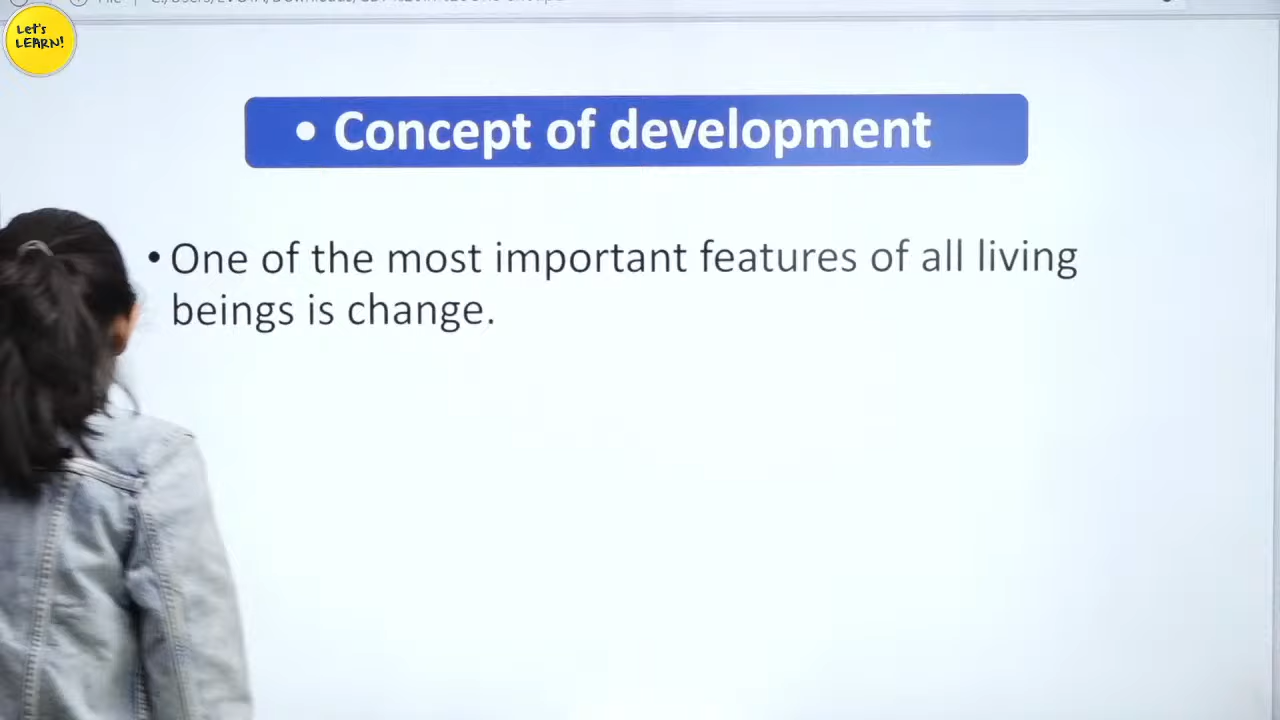 Let's
LEARN!
• Concept of development
• One of the most important features of all living
beings is change.